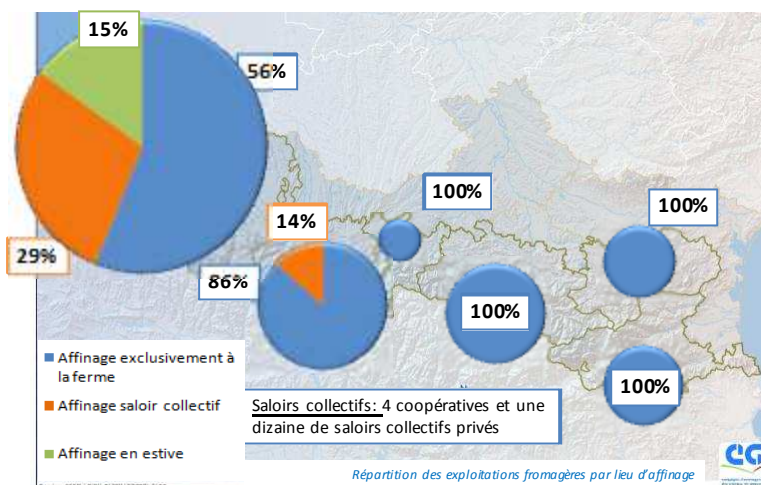 15%
56%
100%
100%
14%
29%
86%
100%
100%
Affinage exclusivement à
la ferme
Affinage saloir collectif
Affinage en estive
Saloirs collectifs: 4 coopératives et une
dizaine de saloirs collectifs privés
Répartition des exploitations fromagères par lieu d'affinage